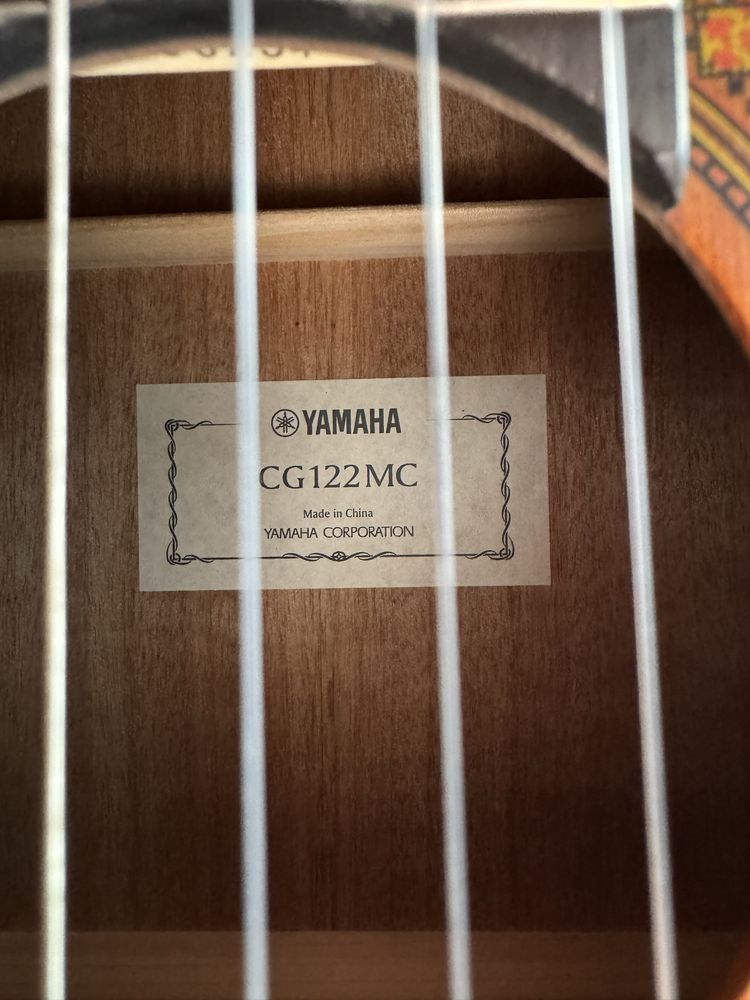 YAMAHA
CG122MC
Made in China
YAMAHA CORPORATION